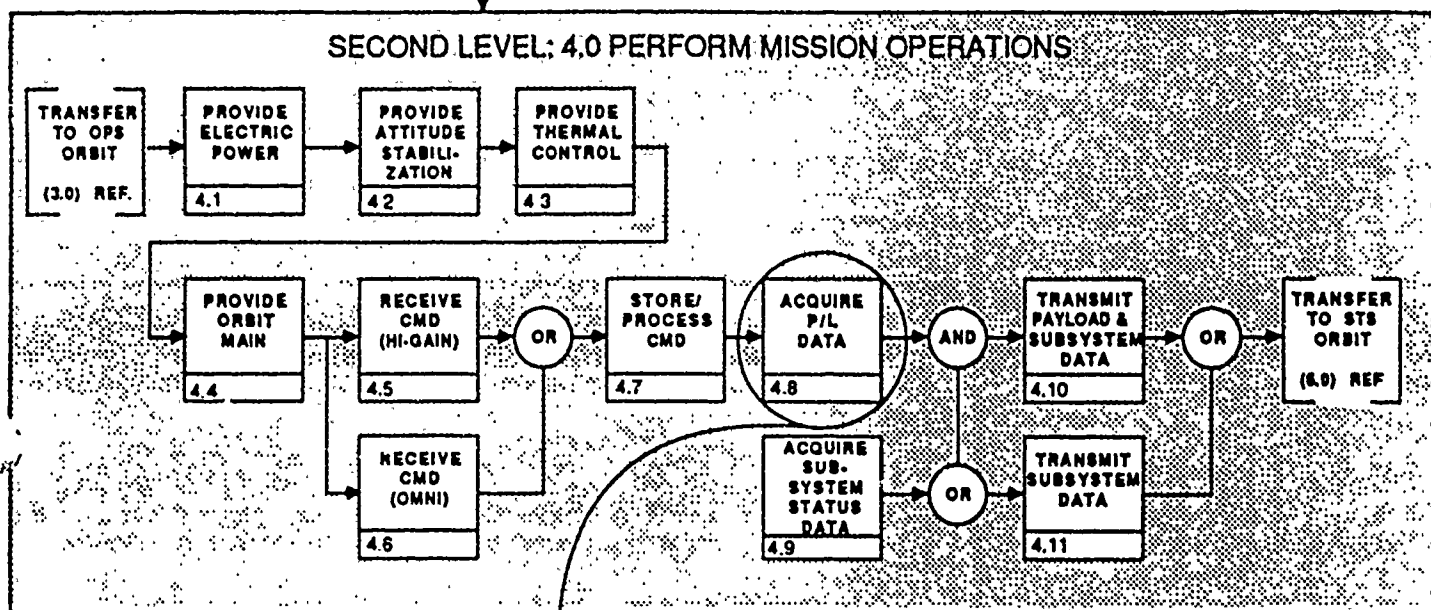 SECOND LEVEL: 4.0 PERFORM MISSION OPERATIONS
TRANSFER
TO OPS
ORBIT
(3.0) REF.
PROVIDE
ELECTRIC
POWER
4.1
PROVIDE
ATTITUDE
STABILI-
ZATION
4.2
PROVIDE
THERMAL
CONTROL
4.3
PROVIDE
ORBIT
MAIN
4.4
RECEIVE
CMD
(HI-GAIN)
4.5
OR
STORE/
PROCESS
CMD
4.7
ACQUIRE
P/L
DATA
4.8
AND
TRANSMIT
PAYLOAD &
SUBSYSTEM
DATA
4.10
OR
TRANSFER
TO STS
ORBIT
(6.0) REF
RECEIVE
CMD
(OMNI)
4.6
ACQUIRE
SUB-
SYSTEM
STATUS
DATA
4.9
OR
TRANSMIT
SUBSYSTEM
DATA
4.11